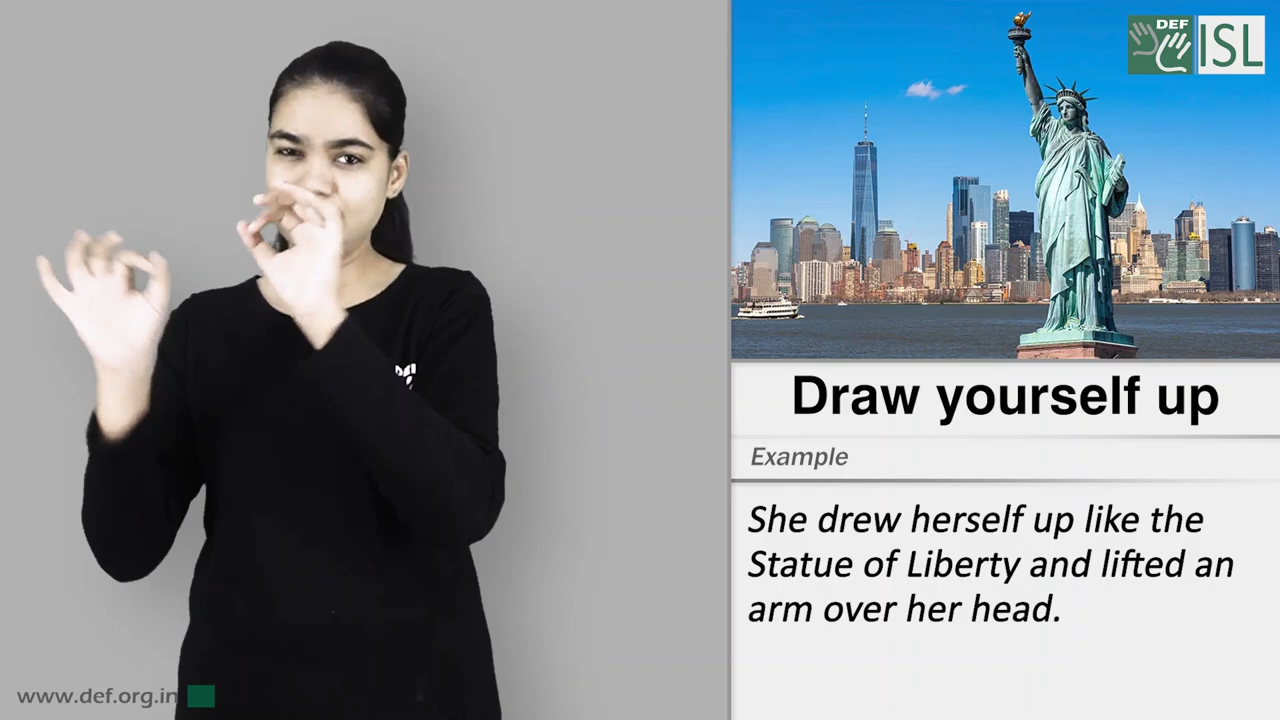 DEF
ISL
Draw yourself up
Example
She drew herself up like the
Statue of Liberty and lifted an
arm over her head.
www.def.org.in